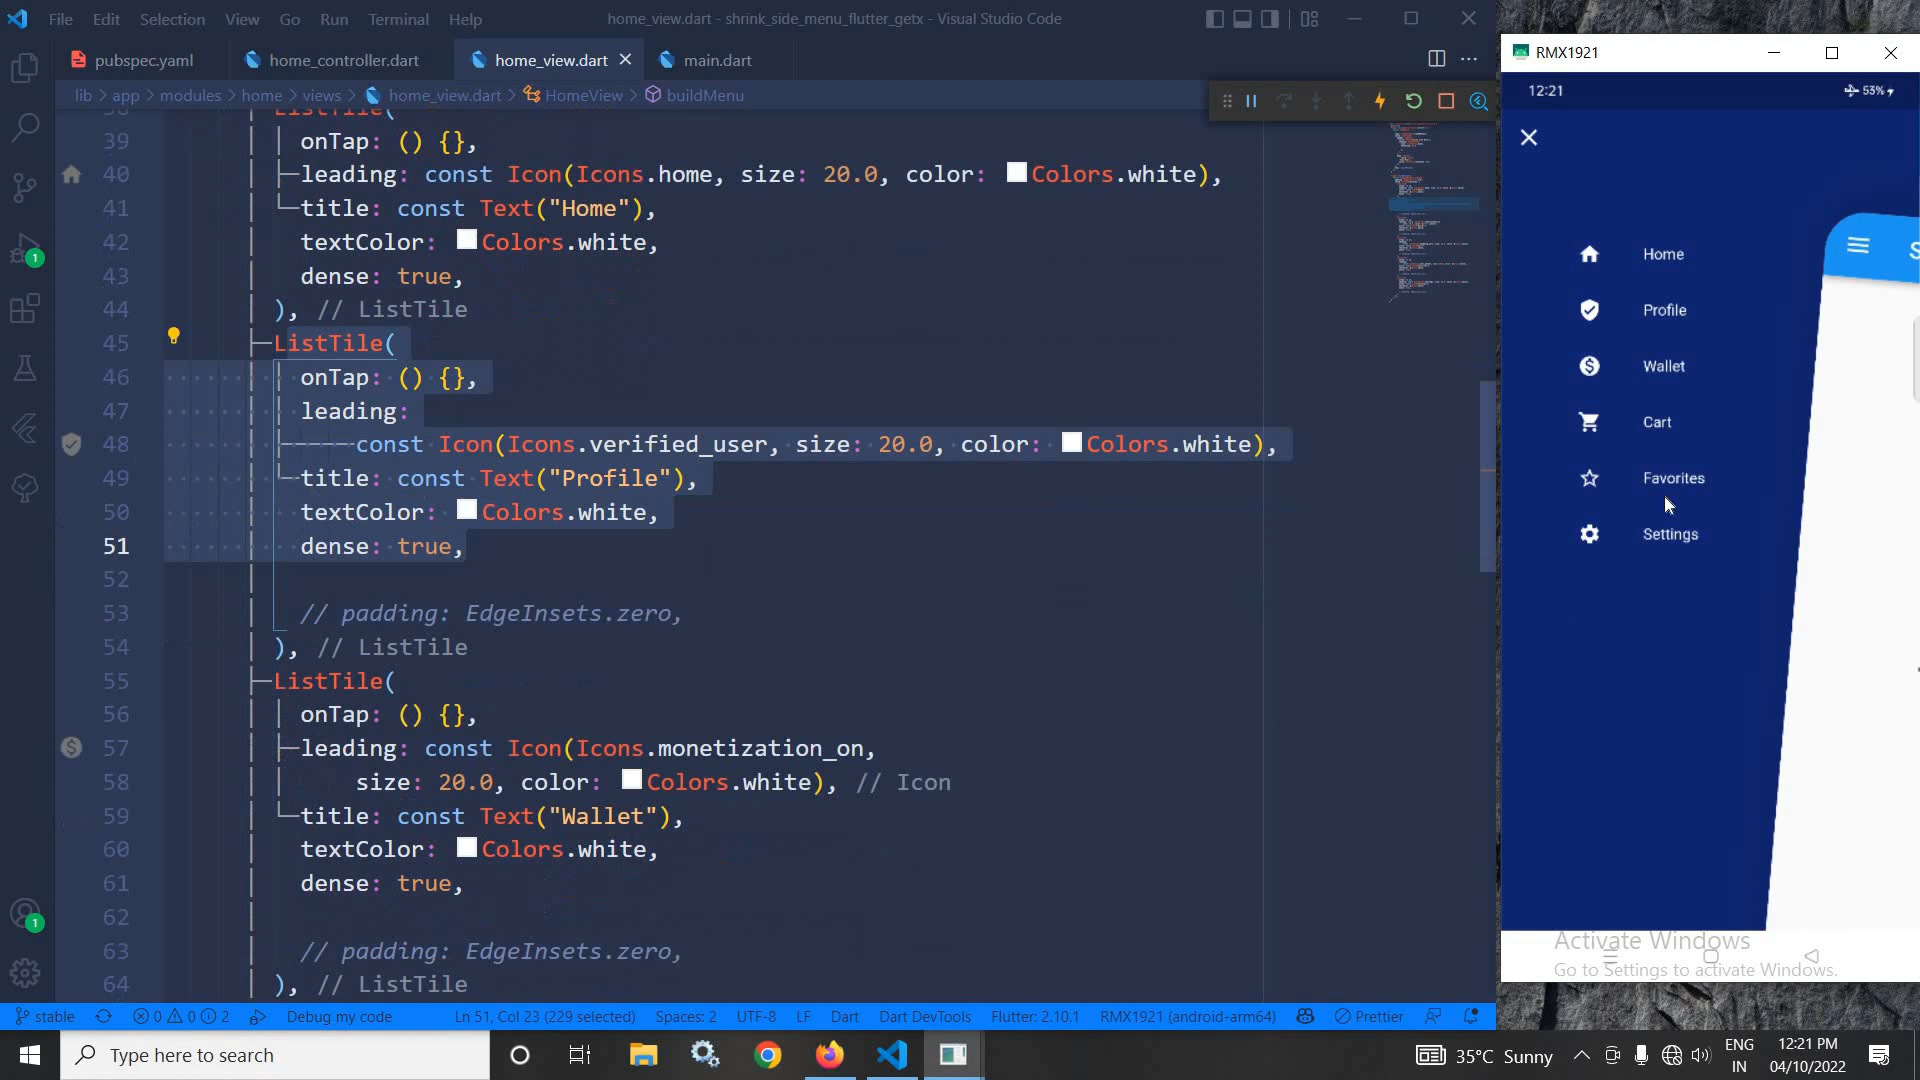 File Edit Selection View Go Run Terminal Help
home_view.dart - shrink_side_menu_flutter_getx - Visual Studio Code
pubspec.yaml
home_controller.dart
home_view.dart
main.dart
lib > app > modules > home > views > home_view.dart > HomeView > buildMenu
38 ListTile(
39 onTap: () {},
40 leading: const Icon(Icons.home, size: 20.0, color: Colors.white),
41 title: const Text("Home"),
42 textColor: Colors.white,
43 dense: true,
44 ), // ListTile
45 ListTile(
46 onTap: () {},
47 leading:
48 const Icon(Icons.verified_user, size: 20.0, color: Colors.white),
49 title: const Text("Profile"),
50 textColor: Colors.white,
51 dense: true,
52
53 // padding: EdgeInsets.zero,
54 ), // ListTile
55 ListTile(
56 onTap: () {},
57 leading: const Icon(Icons.monetization_on,
58 size: 20.0, color: Colors.white), // Icon
59 title: const Text("Wallet"),
60 textColor: Colors.white,
61 dense: true,
62
63 // padding: EdgeInsets.zero,
64 ), // ListTile
1
1
stable
0 0 2
Debug my code
Ln 51, Col 23 (229 selected)
Spaces: 2
UTF-8
LF
Dart
Dart DevTools
Flutter: 2.10.1
RMX1921 (android-arm64)
Prettier
RMX1921
12:21
53%
Home
Profile
Wallet
Cart
Favorites
Settings
S
Activate Windows
Go to Settings to activate Windows.
Type here to search
35°C Sunny
ENG
IN
12:21 PM
04/10/2022